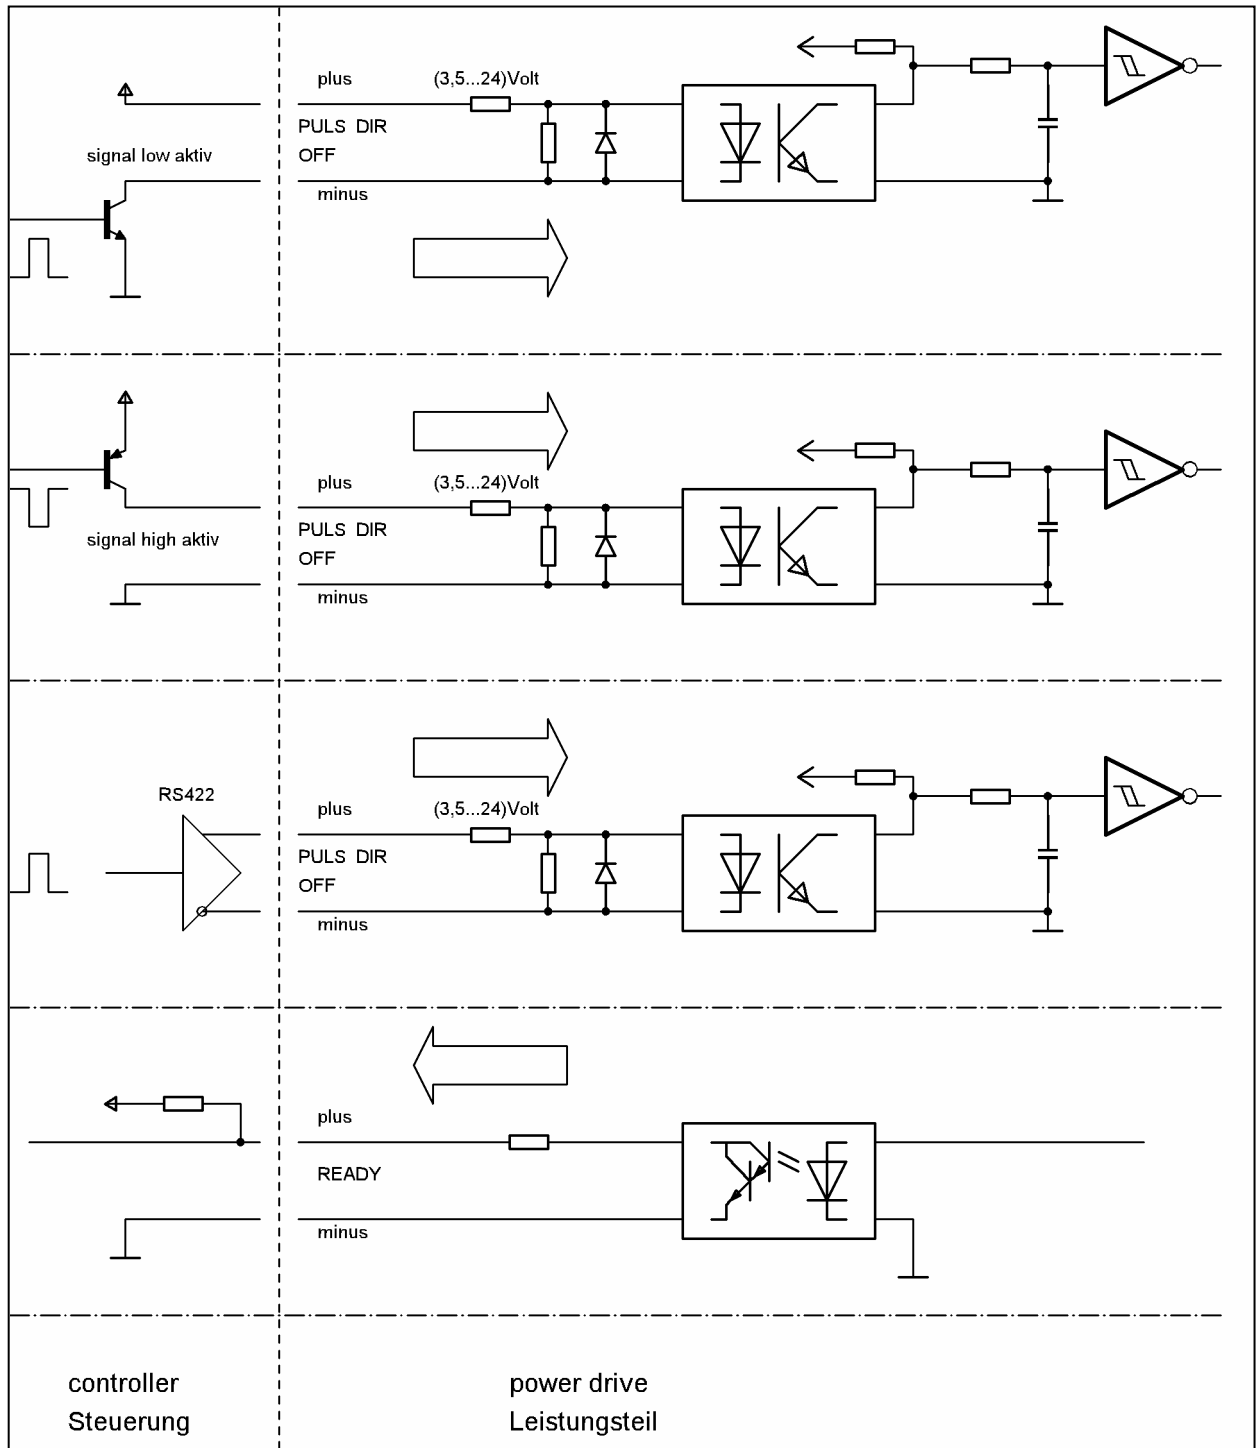 plus
(3,5...24)Volt
PULS DIR
OFF
signal low aktiv
minus
plus
(3,5...24)Volt
PULS DIR
signal high aktiv
OFF
minus
RS422
plus
(3,5...24)Volt
PULS DIR
OFF
minus
plus
READY
minus
controller
power drive
Steuerung
Leistungsteil